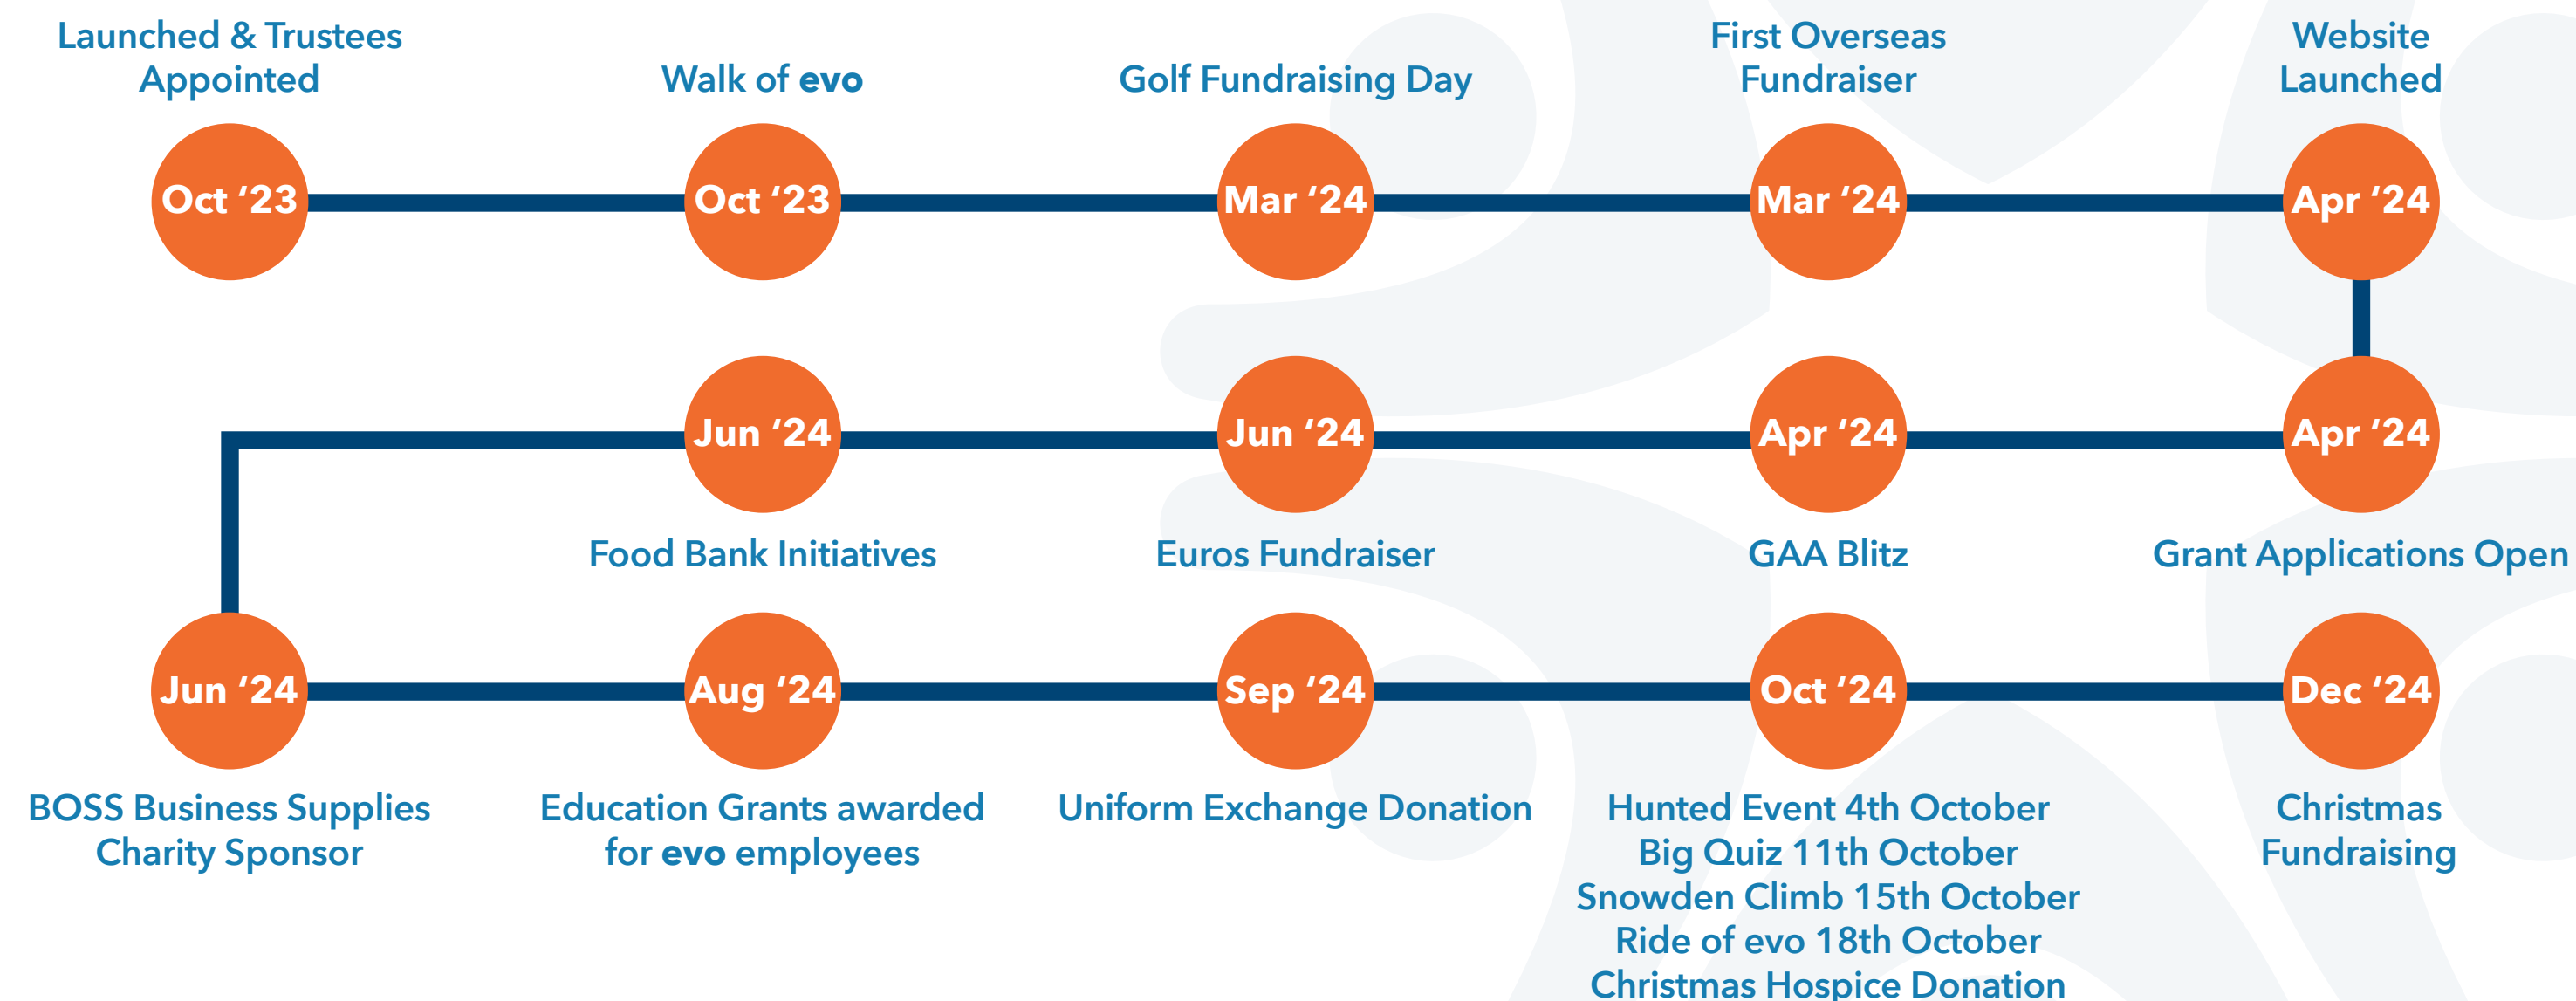 Launched & Trustees
Appointed
Oct ‘23
Walk of evo
Oct ‘23
Golf Fundraising Day
Mar ‘24
First Overseas
Fundraiser
Mar ‘24
Website
Launched
Apr ‘24
Apr ‘24
Grant Applications Open
Apr ‘24
GAA Blitz
Jun ‘24
Euros Fundraiser
Jun ‘24
Food Bank Initiatives
Jun ‘24
BOSS Business Supplies
Charity Sponsor
Aug ‘24
Education Grants awarded
for evo employees
Sep ‘24
Uniform Exchange Donation
Oct ‘24
Hunted Event 4th October
Big Quiz 11th October
Snowden Climb 15th October
Ride of evo 18th October
Christmas Hospice Donation
Dec ‘24
Christmas
Fundraising